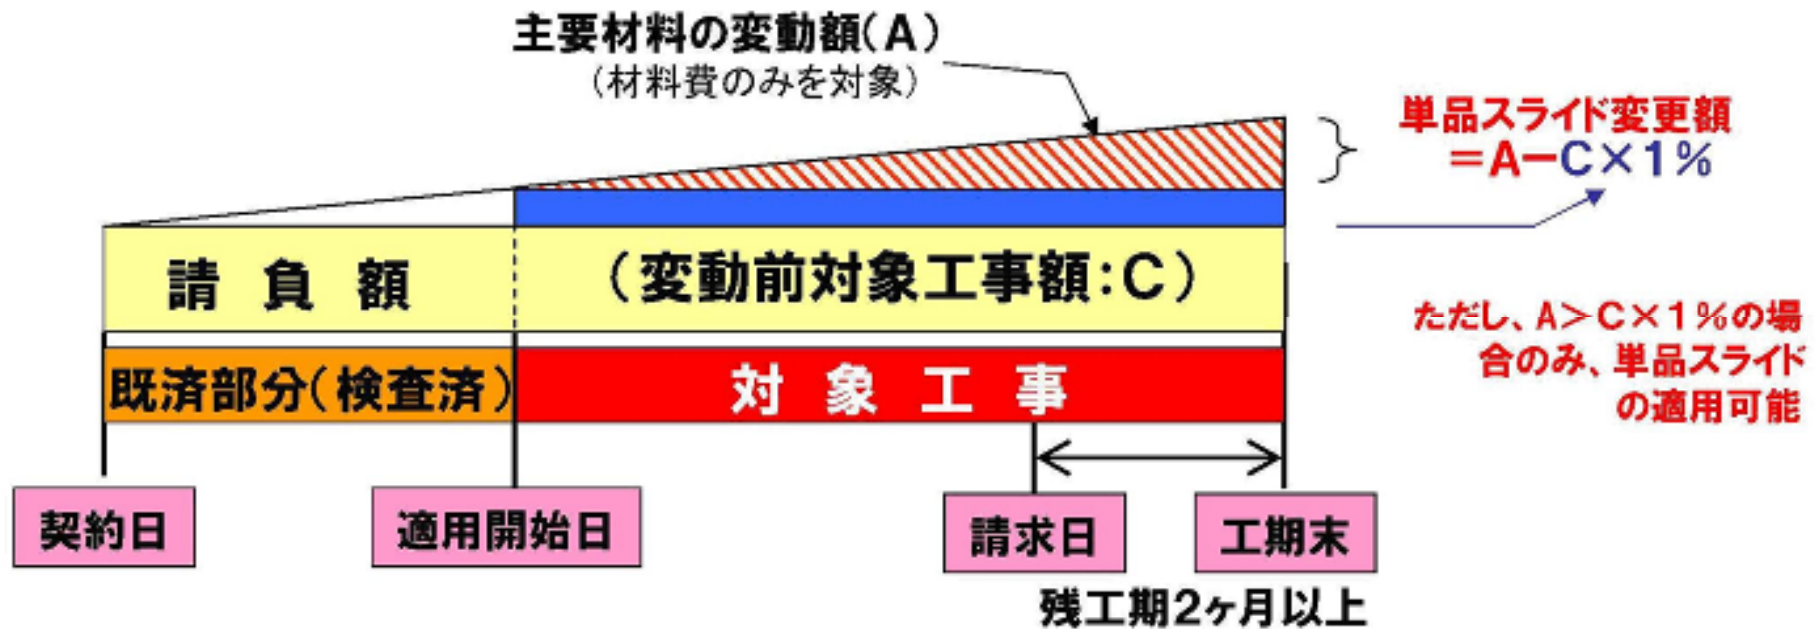 主要材料の変動額(A)
（材料費のみを対象）
単品スライド変更額
＝A－C×1％
請負額
（変動前対象工事額：C）
ただし、A＞C×1％の場
合のみ、単品スライド
の適用可能
既済部分（検査済）
対象工事
契約日
適用開始日
請求日
工期末
残工期2ヶ月以上